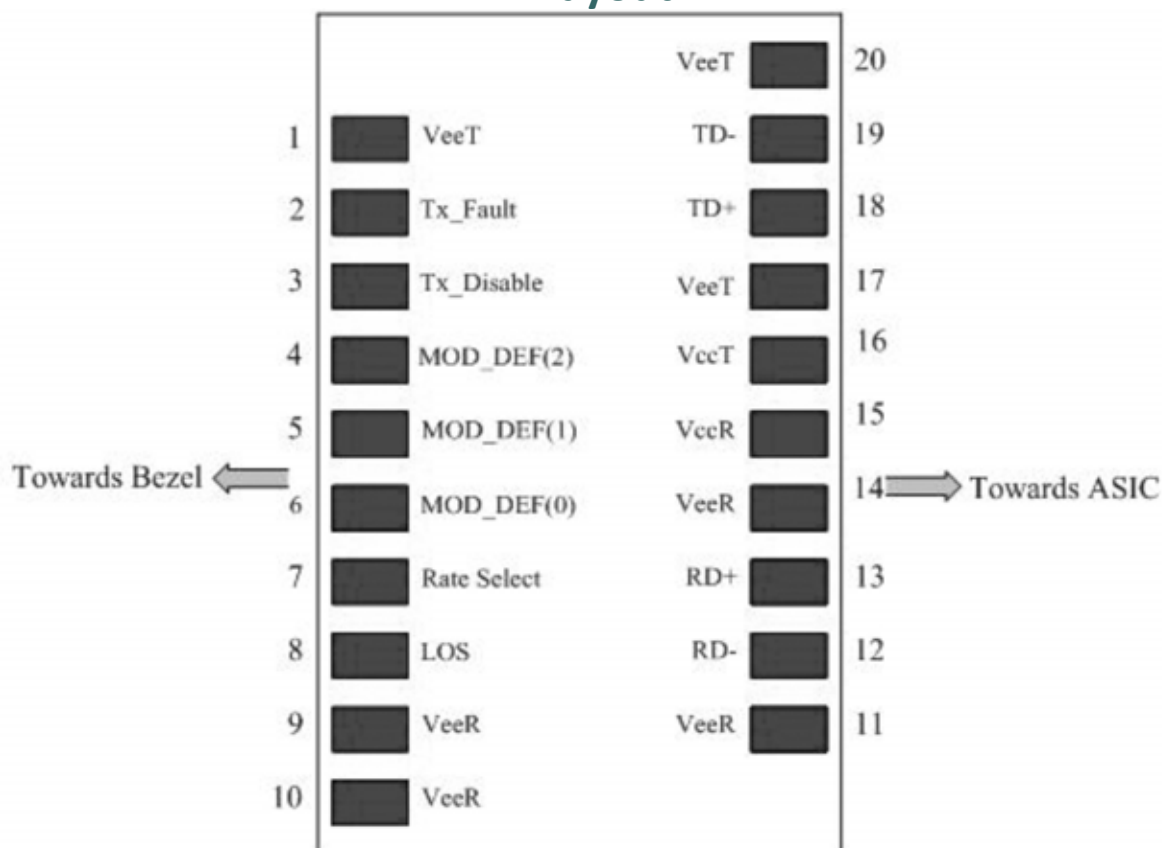 VeeT 20
1 VeeT TD- 19
2 Tx_Fault TD+ 18
3 Tx_Disable VeeT 17
4 MOD_DEF(2) VccT 16
5 MOD_DEF(1) VccR 15
Towards Bezel 6 MOD_DEF(0) VeeR 14 Towards ASIC
7 Rate Select RD+ 13
8 LOS RD- 12
9 VeeR VeeR 11
10 VeeR